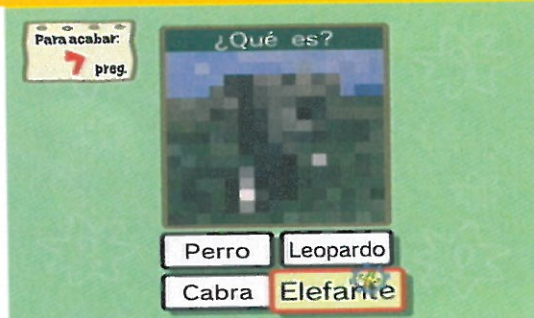 Para acabar:
7 preg.
¿Qué es?
Perro Leopardo
Cabra Elefante